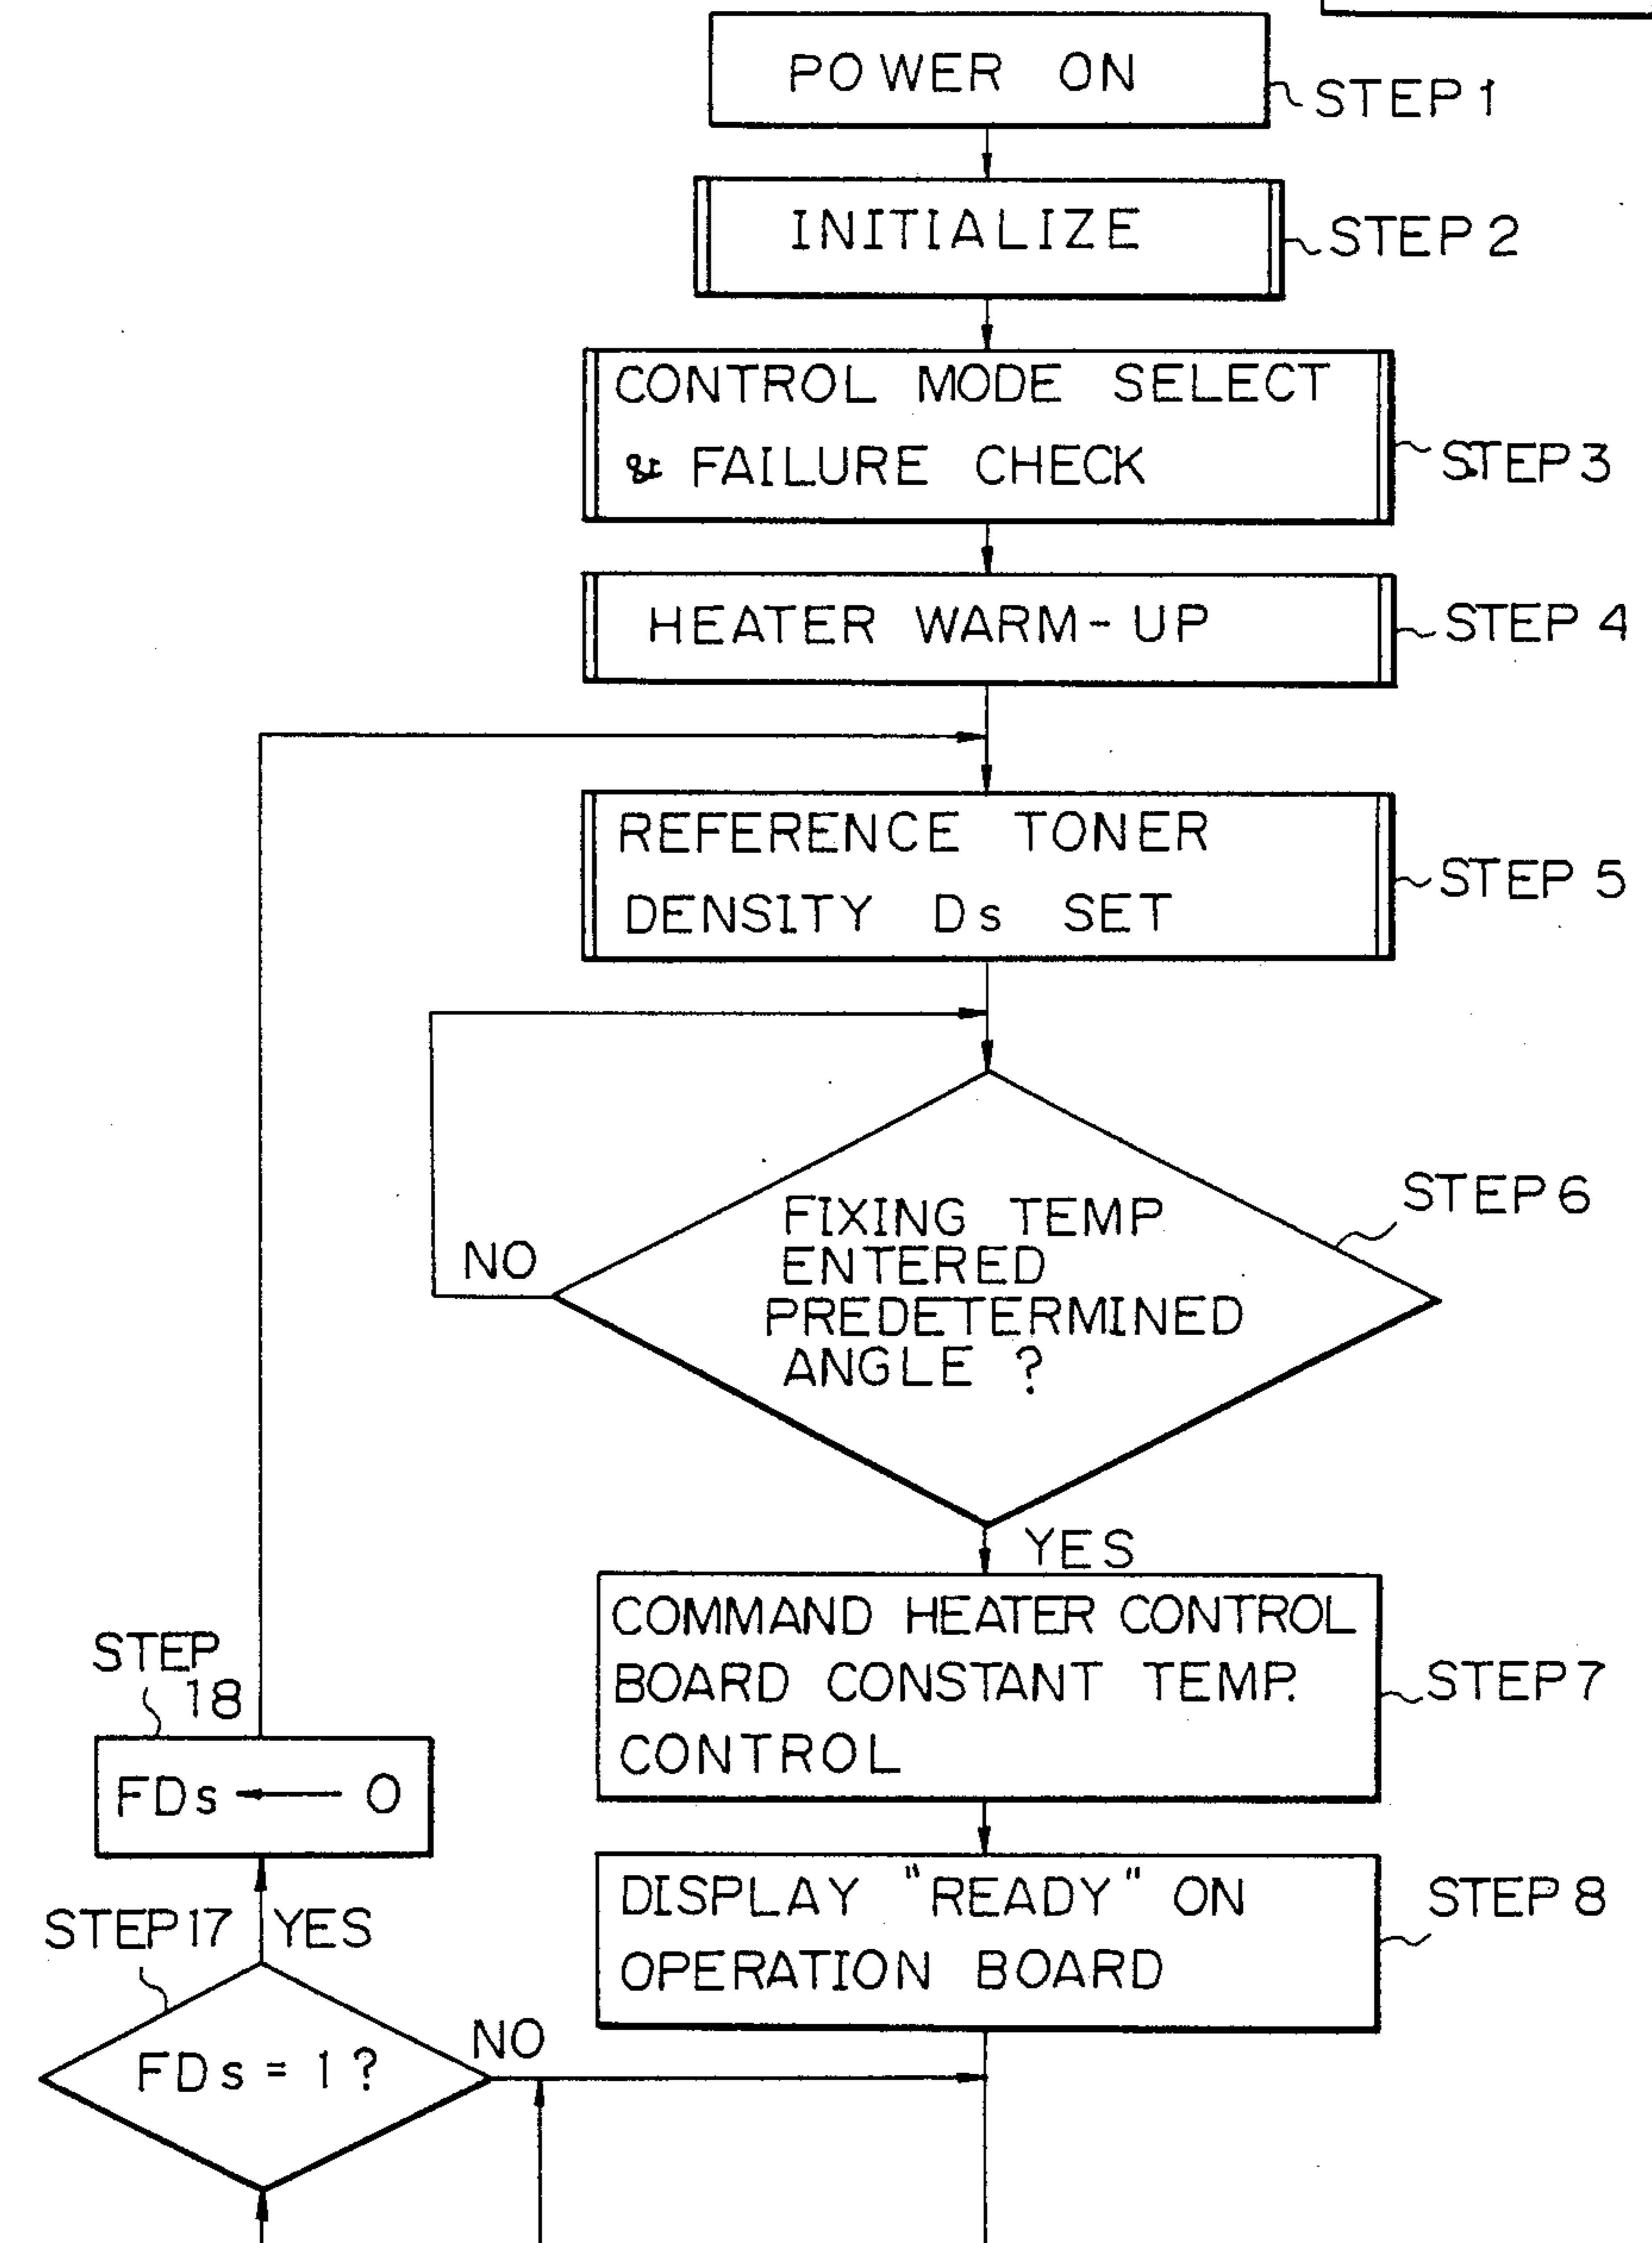 POWER ON
STEP 1
INITIALIZE
STEP 2
CONTROL MODE SELECT
& FAILURE CHECK
STEP 3
HEATER WARM-UP
STEP 4
REFERENCE TONER
DENSITY Ds SET
STEP 5
FIXING TEMP
ENTERED
PREDETERMINED
ANGLE ?
STEP 6
NO
YES
COMMAND HEATER CONTROL
BOARD CONSTANT TEMP.
CONTROL
STEP 7
DISPLAY "READY" ON
OPERATION BOARD
STEP 8
STEP
18
FDs ← 0
STEP 17
YES
FDs = 1 ?
NO